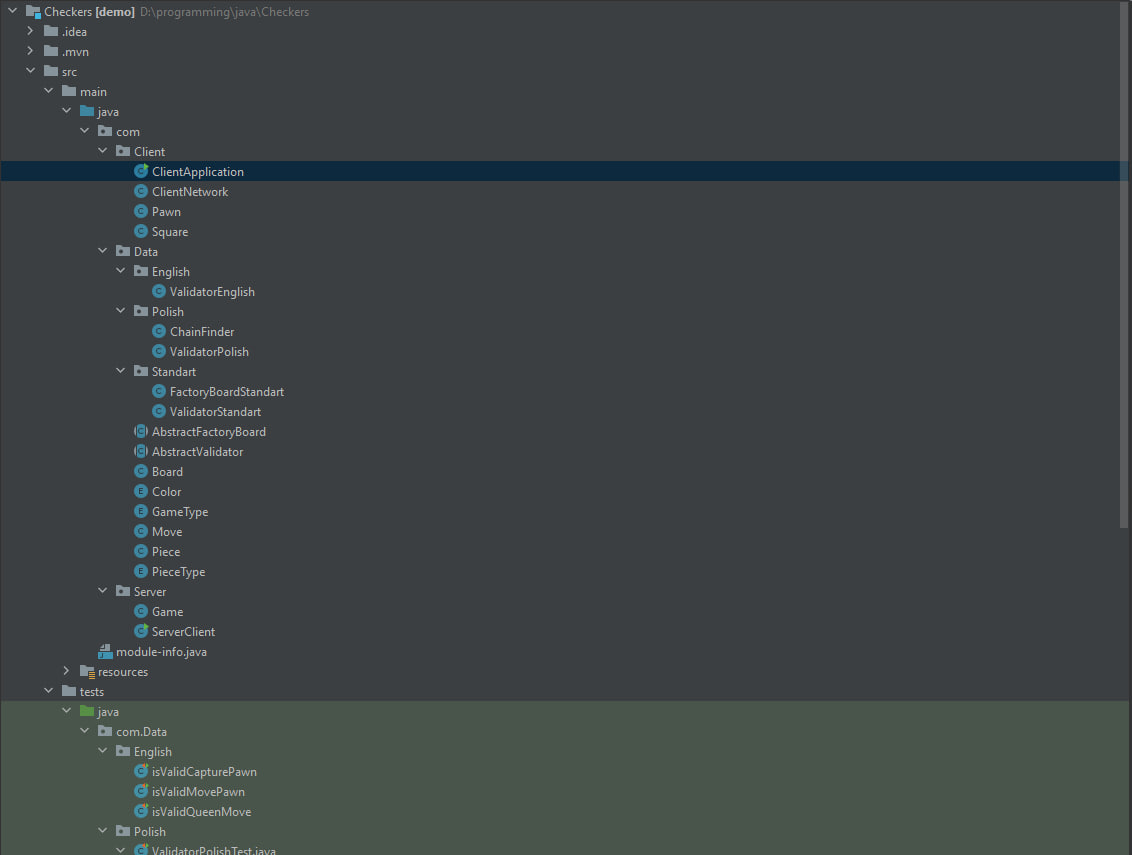 Checkers [demo] D:\programming\java\Checkers
.idea
.mvn
src
main
java
com
Client
ClientApplication
ClientNetwork
Pawn
Square
Data
English
ValidatorEnglish
Polish
ChainFinder
ValidatorPolish
Standart
FactoryBoardStandart
ValidatorStandart
AbstractFactoryBoard
AbstractValidator
Board
Color
GameType
Move
Piece
PieceType
Server
Game
ServerClient
module-info.java
resources
tests
java
com.Data
English
isValidCapturePawn
isValidMovePawn
isValidQueenMove
Polish
ValidatorPolishTest.java